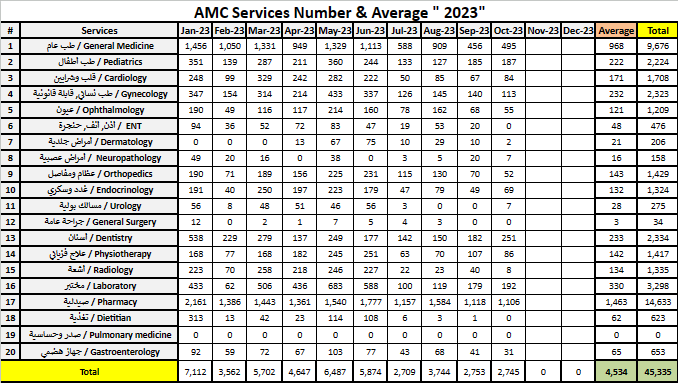 AMC Services Number & Average " 2023"
# Services Jan-23 Feb-23 Mar-23 Apr-23 May-23 Jun-23 Jul-23 Aug-23 Sep-23 Oct-23 Nov-23 Dec-23 Average Total
1 طب عام / General Medicine 1,456 1,050 1,331 949 1,329 1,113 588 909 456 495 968 9,676
2 طب أطفال / Pediatrics 351 139 287 211 360 244 133 127 185 187 222 2,224
3 قلب وشرايين / Cardiology 248 99 329 242 282 222 50 85 67 84 171 1,708
4 طب نسائي, قابلة قانونية / Gynecology 347 154 314 214 433 337 126 145 140 113 232 2,323
5 عيون / Ophthalmology 190 49 116 117 214 160 78 162 68 55 121 1,209
6 أذن, أنف, حنجرة / ENT 94 36 52 72 83 47 19 53 20 0 48 476
7 أمراض جلدية / Dermatology 0 0 0 13 67 75 10 29 10 2 21 206
8 أمراض عصبية / Neuropathology 49 20 16 0 38 0 3 5 20 7 16 158
9 عظام ومفاصل / Orthopedics 190 71 189 156 225 231 115 130 70 52 143 1,429
10 غدد وسكري / Endocrinology 191 40 250 197 223 179 47 79 49 69 132 1,324
11 مسالك بولية / Urology 56 8 48 51 46 56 3 0 0 7 28 275
12 جراحة عامة / General Surgery 12 0 2 1 7 5 4 3 0 0 3 34
13 أسنان / Dentistry 538 229 279 137 249 177 142 150 182 251 233 2,334
14 علاج فزيائي / Physiotherapy 168 77 168 182 245 251 63 70 107 86 142 1,417
15 أشعة / Radiology 223 70 258 218 246 227 22 23 40 8 134 1,335
16 مختبر / Laboratory 433 62 506 436 683 588 100 119 179 192 330 3,298
17 صيدلية / Pharmacy 2,161 1,386 1,443 1,361 1,540 1,777 1,157 1,584 1,118 1,106 1,463 14,633
18 تغذية / Dietitian 313 13 42 23 114 108 6 3 1 0 62 623
19 صدر وحساسية / Pulmonary medicine 0 0 0 0 0 0 0 0 0 0 0 0
20 جهاز هضمي / Gastroenterology 92 59 72 67 103 77 43 68 41 31 65 653
Total 7,112 3,562 5,702 4,647 6,487 5,874 2,709 3,744 2,753 2,745 0 0 4,534 45,335